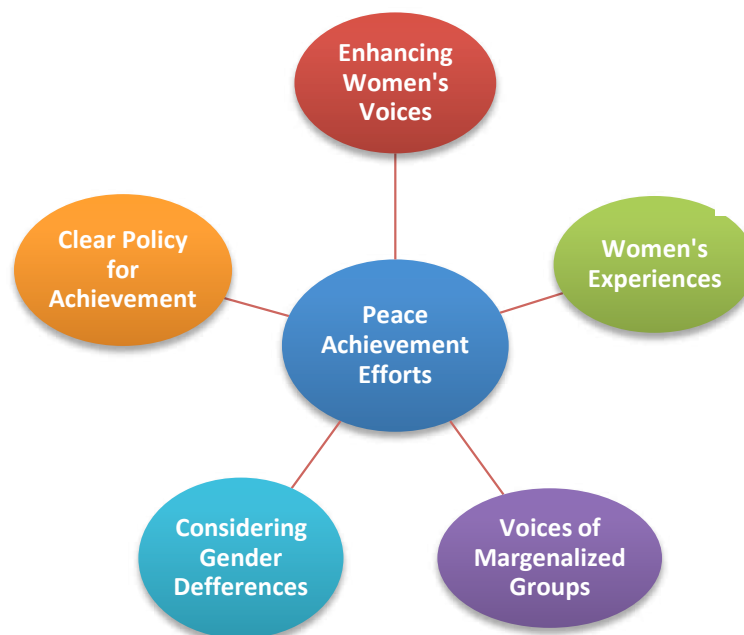 Enhancing
Women's
Voices
Clear Policy
for
Achievement
Women's
Experiences
Peace
Achievement
Efforts
Considering
Gender
Defferences
Voices of
Margenalized
Groups